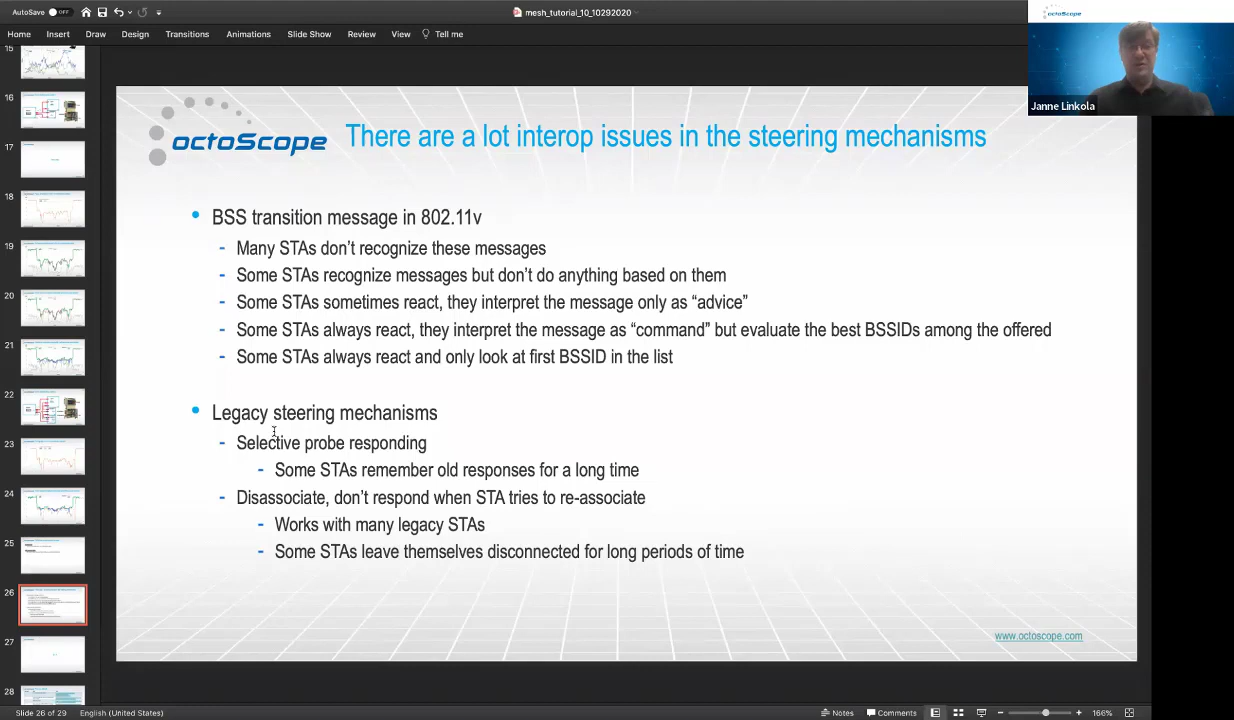 AutoSave OFF
mesh_tutorial_10_10292020
Home Insert Draw Design Transitions Animations Slide Show Review View Tell me
octoScope
Janne Linkola
15
16
17
18
19
20
21
22
23
24
25
26
27
28
octoScope
There are a lot interop issues in the steering mechanisms
• BSS transition message in 802.11v
- Many STAs don't recognize these messages
- Some STAs recognize messages but don't do anything based on them
- Some STAs sometimes react, they interpret the message only as “advice”
- Some STAs always react, they interpret the message as “command” but evaluate the best BSSIDs among the offered
- Some STAs always react and only look at first BSSID in the list
• Legacy steering mechanisms
- Selective probe responding
- Some STAs remember old responses for a long time
- Disassociate, don't respond when STA tries to re-associate
- Works with many legacy STAs
- Some STAs leave themselves disconnected for long periods of time
www.octoscope.com
Slide 26 of 29 English (United States) Notes Comments 166%